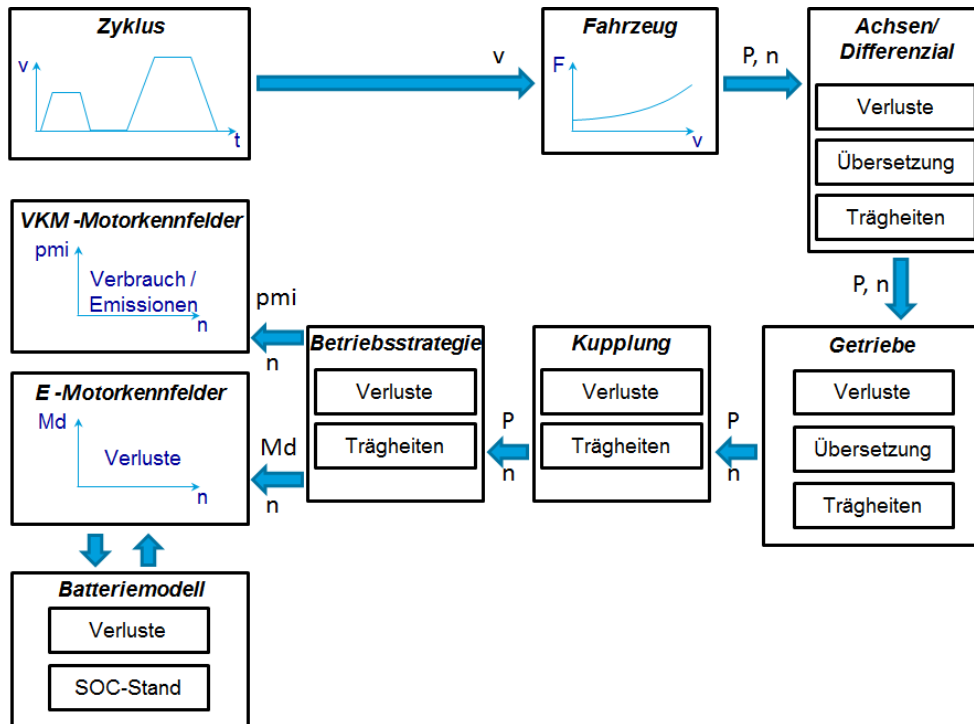 Zyklus
v
t
v
Fahrzeug
F
v
P, n
Achsen/
Differenzial
Verluste
Übersetzung
Trägheiten
P, n
VKM -Motorkennfelder
pmi
Verbrauch /
Emissionen
n
pmi
n
Betriebsstrategie
Verluste
Trägheiten
P
n
Kupplung
Verluste
Trägheiten
P
n
Getriebe
Verluste
Übersetzung
Trägheiten
E -Motorkennfelder
Md
Verluste
n
Md
n
Batteriemodell
Verluste
SOC-Stand